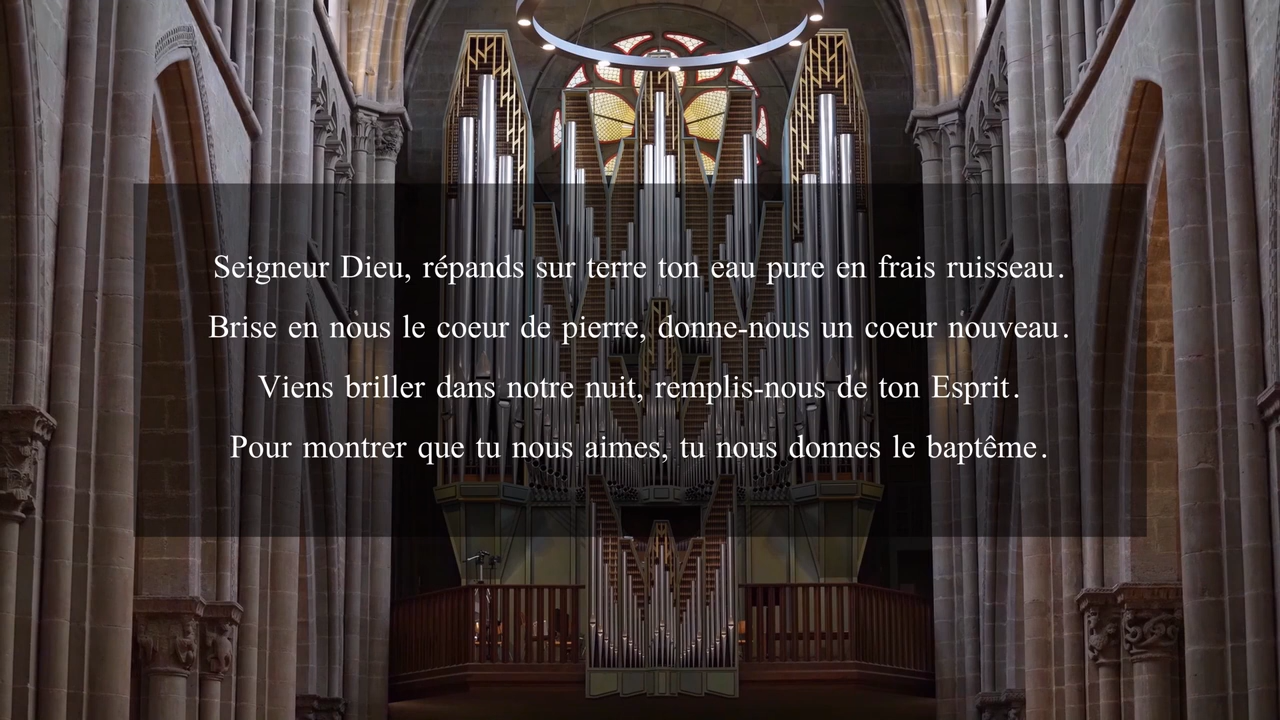 Seigneur Dieu, répands sur terre ton eau pure en frais ruisseau.
Brise en nous le coeur de pierre, donne-nous un coeur nouveau.
Viens briller dans notre nuit, remplis-nous de ton Esprit.
Pour montrer que tu nous aimes, tu nous donnes le baptême.